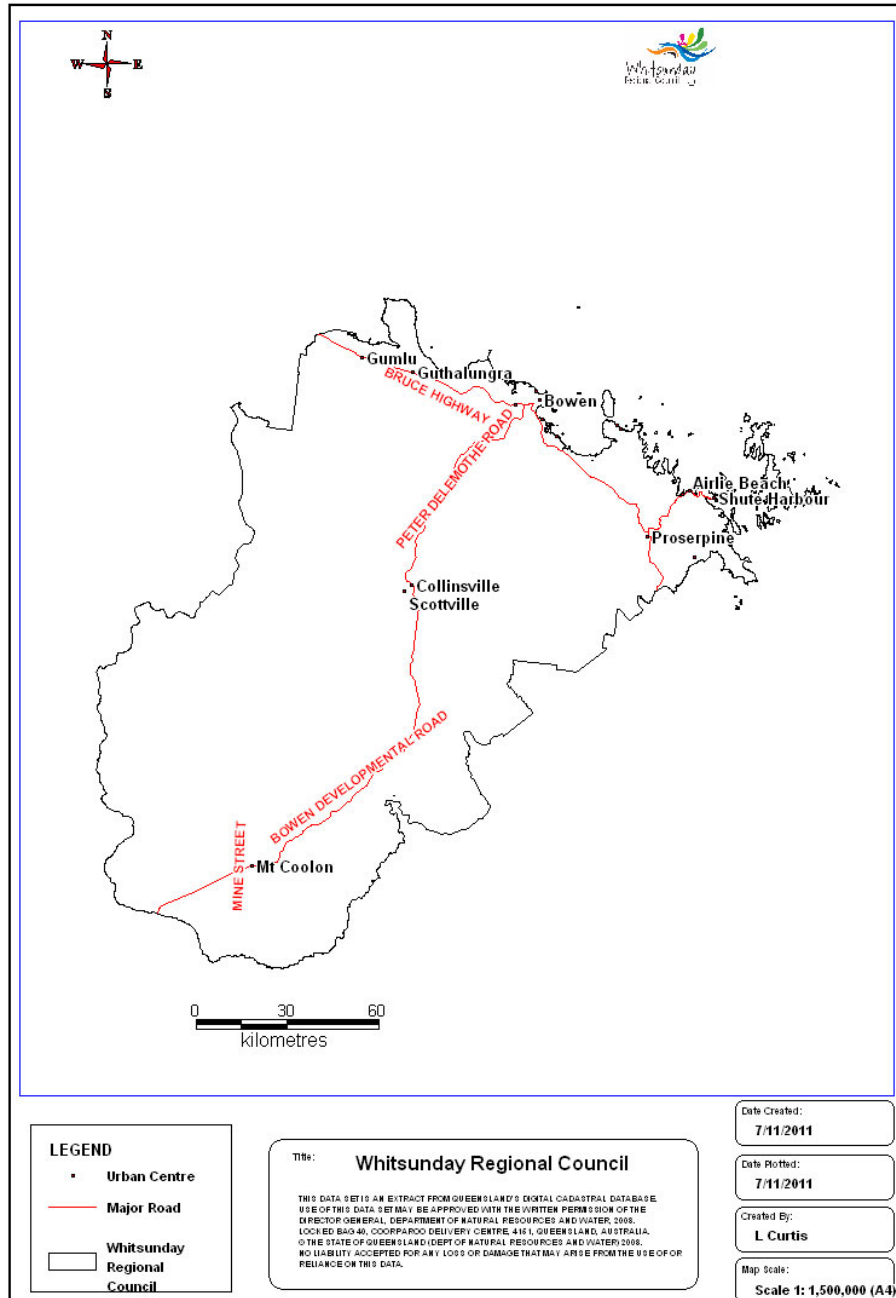 N
W E
S
Whitsunday
Regional Council
Gumlu
Guthalungra
BRUCE HIGHWAY
Bowen
PETER DELEMOTHE ROAD
Airlie Beach
Shute Harbour
Proserpine
Collinsville
Scottville
BOWEN DEVELOPMENTAL ROAD
MINE STREET
Mt Coolon
0 30 60
kilometres
LEGEND
Urban Centre
Major Road
Whitsunday
Regional
Council
Title: Whitsunday Regional Council
THIS DATA SET IS AN EXTRACT FROM QUEENSLAND'S DIGITAL CADASTRAL DATABASE.
USE OF THIS DATA SET MAY BE APPROVED WITH THE WRITTEN PERMISSION OF THE
DIRECTOR GENERAL, DEPARTMENT OF NATURAL RESOURCES AND WATER, 2008.
LOCKED BAG 40, COORPAROO DELIVERY CENTRE, 4151, QUEENSLAND, AUSTRALIA.
© THE STATE OF QUEENSLAND (DEPT OF NATURAL RESOURCES AND WATER) 2008.
NO LIABILITY ACCEPTED FOR ANY LOSS OR DAMAGE THAT MAY ARISE FROM THE USE OF OR
RELIANCE ON THIS DATA.
Date Created:
7/11/2011
Date Plotted:
7/11/2011
Created By:
L Curtis
Map Scale:
Scale 1: 1,500,000 (A4)